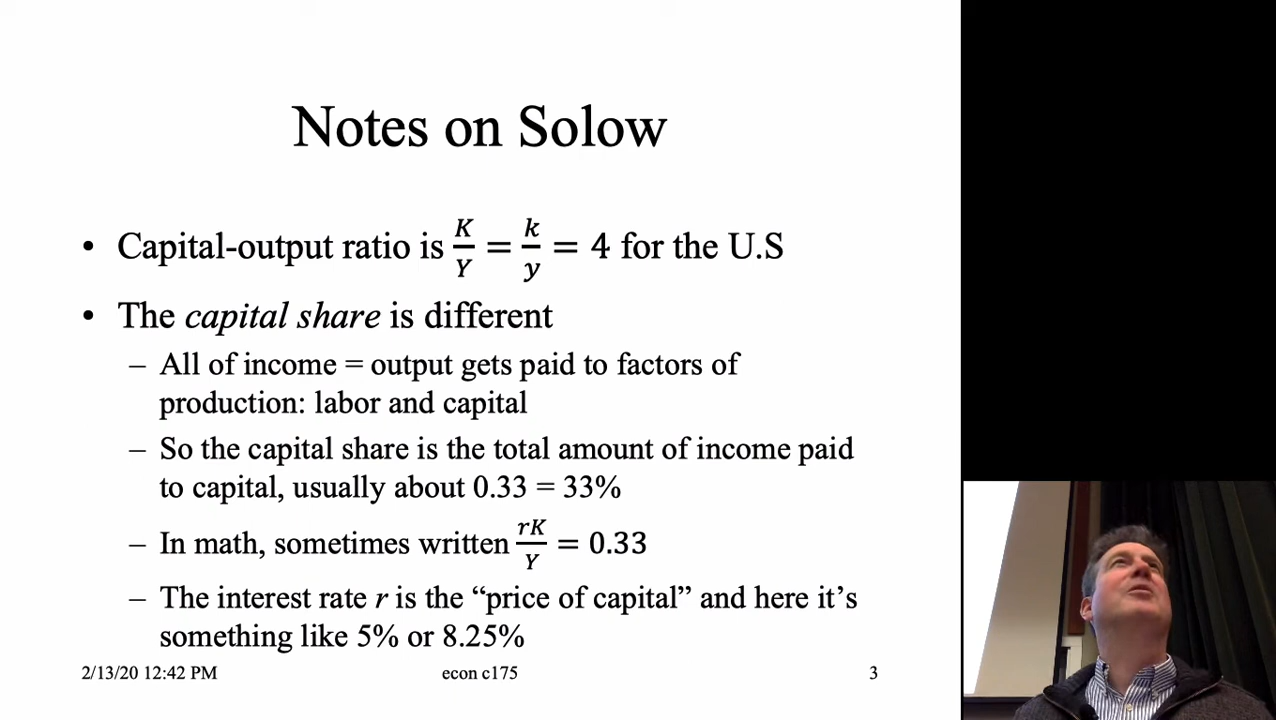 Notes on Solow
• Capital-output ratio is K/Y = k/y = 4 for the U.S
• The capital share is different
– All of income = output gets paid to factors of
production: labor and capital
– So the capital share is the total amount of income paid
to capital, usually about 0.33 = 33%
– In math, sometimes written rK/Y = 0.33
– The interest rate r is the “price of capital” and here it’s
something like 5% or 8.25%
2/13/20 12:42 PM econ c175 3